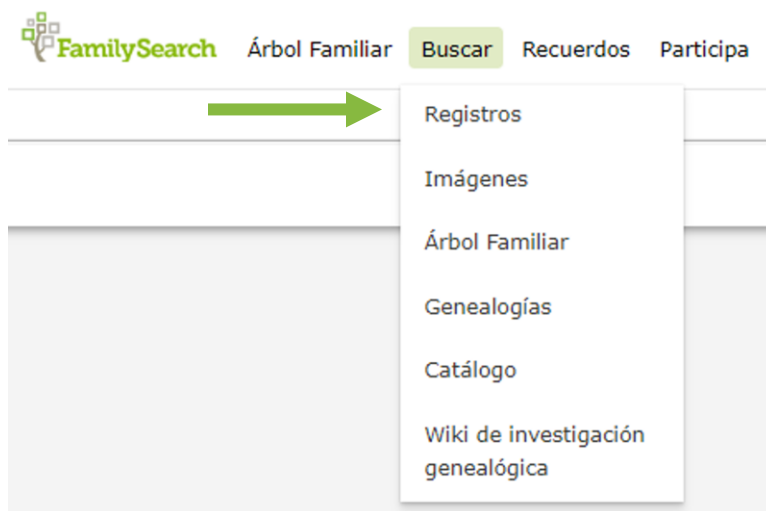 FamilySearch Árbol Familiar Buscar Recuerdos Participa
Registros
Imágenes
Árbol Familiar
Genealogías
Catálogo
Wiki de investigación
genealógica